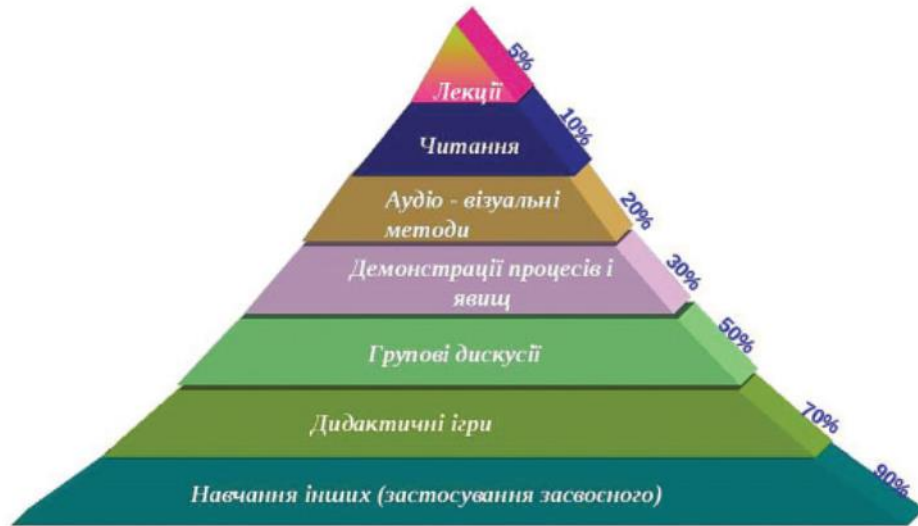 5%
Лекції
10%
Читання
20%
Аудіо - візуальні
методи
30%
Демонстрації процесів і
явищ
50%
Групові дискусії
70%
Дидактичні ігри
90%
Навчання інших (застосування засвоєного)